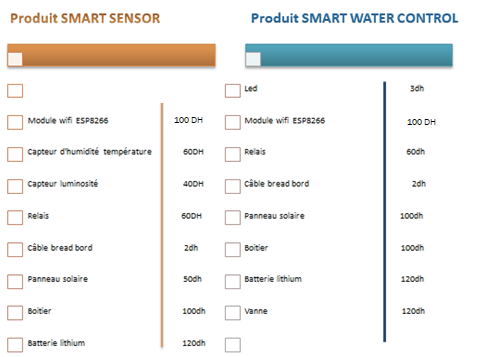 Produit SMART SENSOR
Module wifi ESP8266 100 DH
Capteur d'humidité température 60DH
Capteur luminosité 40DH
Relais 60DH
Câble bread bord 2dh
Panneau solaire 50dh
Boitier 100dh
Batterie lithium 120dh
Produit SMART WATER CONTROL
Led 3dh
Module wifi ESP8266 100 DH
Relais 60dh
Câble bread bord 2dh
Panneau solaire 100dh
Boitier 100dh
Batterie lithium 120dh
Vanne 120dh